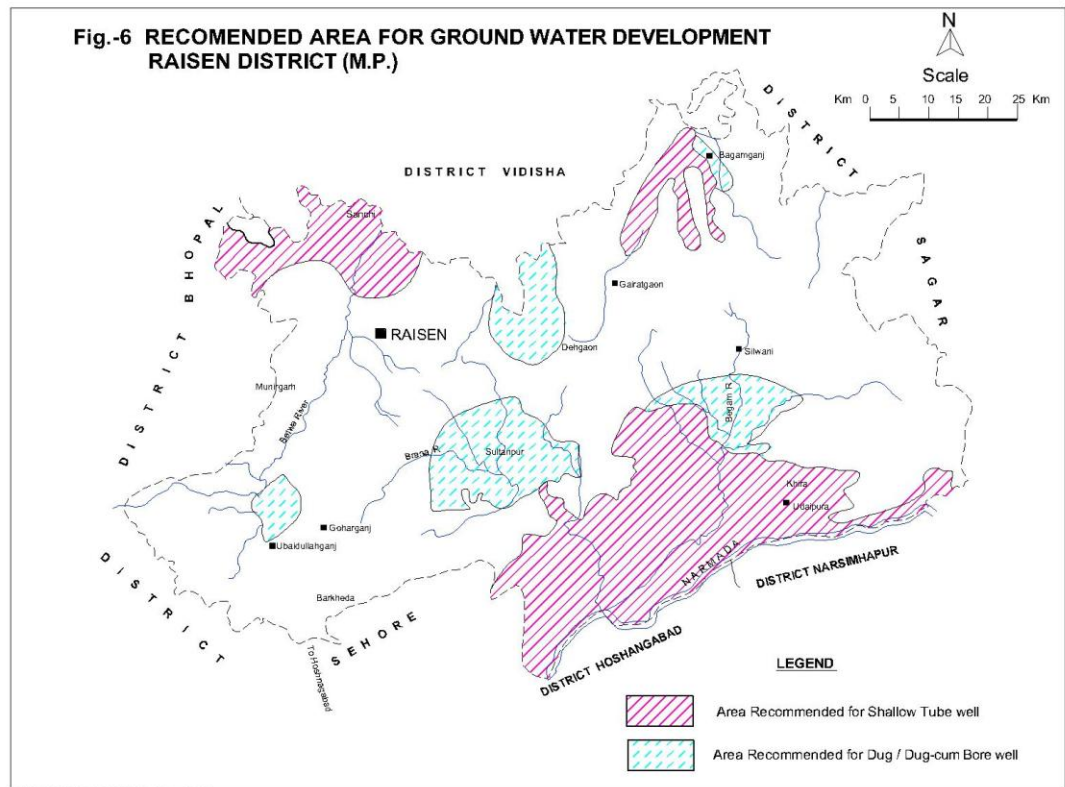 Fig.-6 RECOMENDED AREA FOR GROUND WATER DEVELOPMENT
RAISEN DISTRICT (M.P.)
N
Scale
Km 0 5 10 15 20 25 Km
DISTRICT VIDISHA
DISTRICT
SAGAR
DISTRICT BHOPAL
Bagamganj
Sanchi
Gairatgaon
RAISEN
Dehgaon
Silwani
Munirgarh
Betwa River
Begam R.
Brana R.
Sultanpur
Khira
Udaipura
Goharganj
Ubaidullahganj
NARMADA
DISTRICT NARSIMHAPUR
Barkheda
DISTRICT
SEHORE
DISTRICT HOSHANGABAD
To Hoshnagabad
LEGEND
Area Recommended for Shallow Tube well
Area Recommended for Dug / Dug-cum Bore well